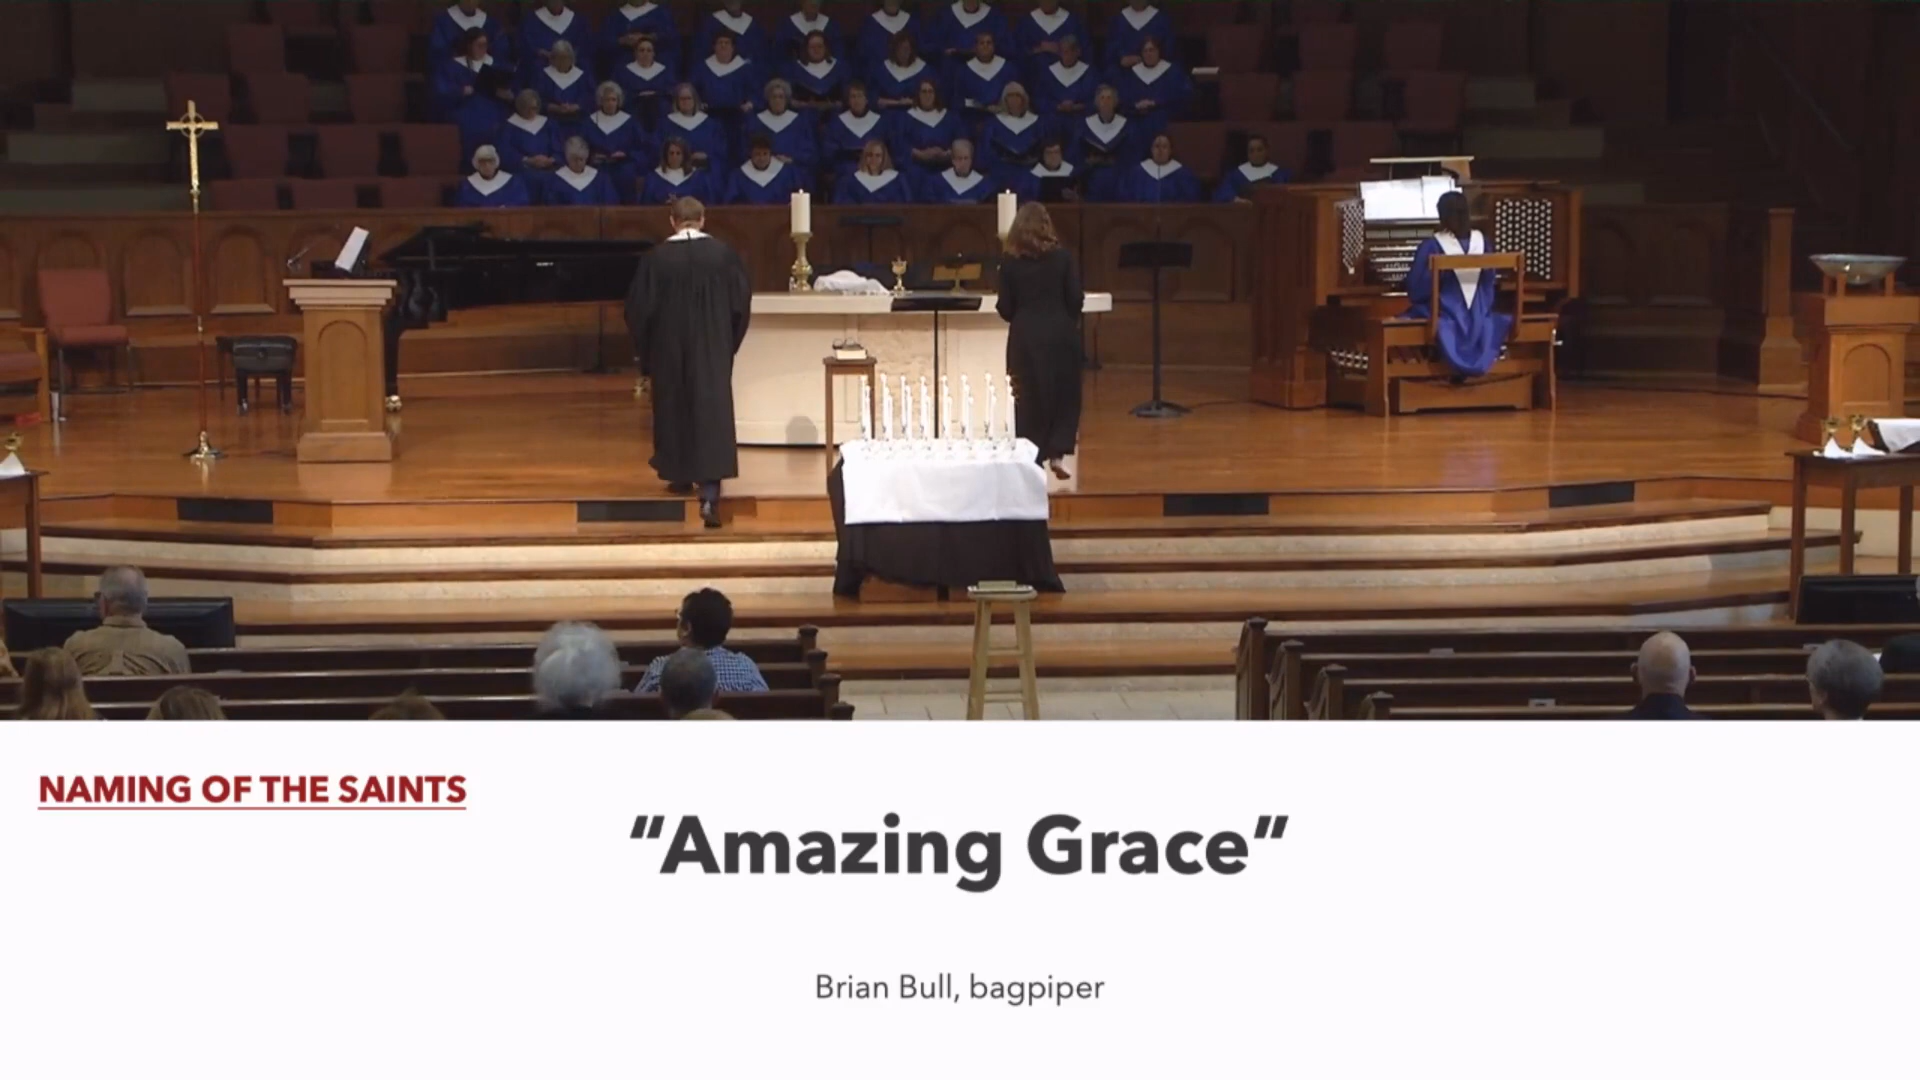 NAMING OF THE SAINTS
“Amazing Grace”
Brian Bull, bagpiper